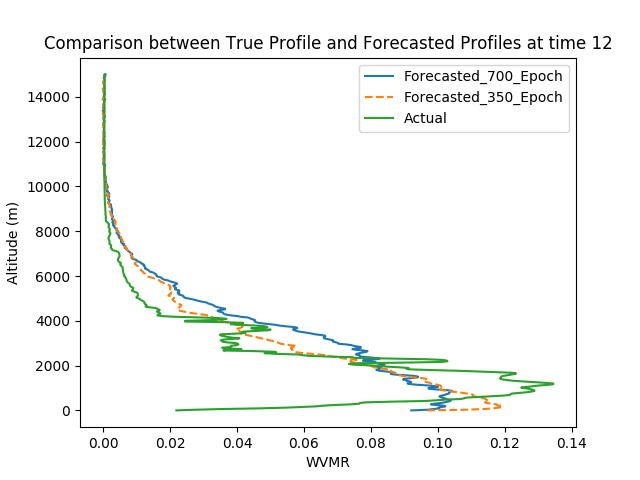 Comparison between True Profile and Forecasted Profiles at time 12
Forecasted_700_Epoch
Forecasted_350_Epoch
Actual
14000
12000
10000
8000
6000
4000
2000
0
Altitude (m)
0.00 0.02 0.04 0.06 0.08 0.10 0.12 0.14
WVMR